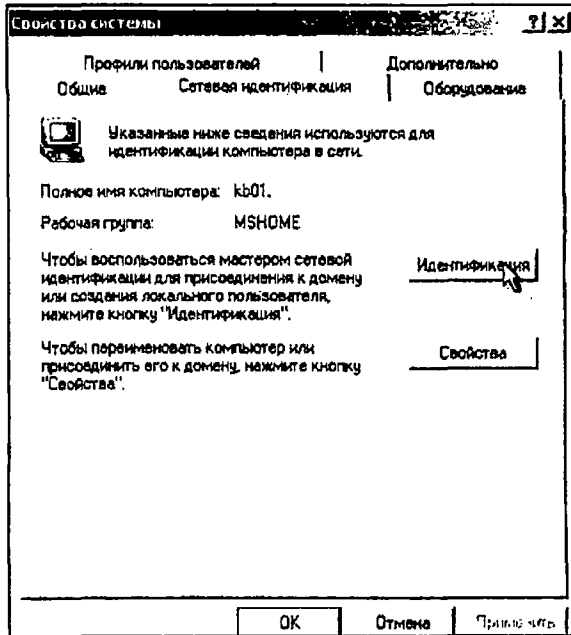 Свойства системы
Профили пользователей Дополнительно
Общие Сетевая идентификация Оборудование
Указанные ниже сведения используются для
идентификации компьютера в сети.
Полное имя компьютера: kb01.
Рабочая группа: MSHOME
Чтобы воспользоваться мастером сетевой
идентификации для присоединения к домену
или создания локального пользователя,
нажмите кнопку "Идентификация".
Идентификация
Чтобы переименовать компьютер или
присоединить его к домену, нажмите кнопку
"Свойства".
Свойства
OK Отмена Применить